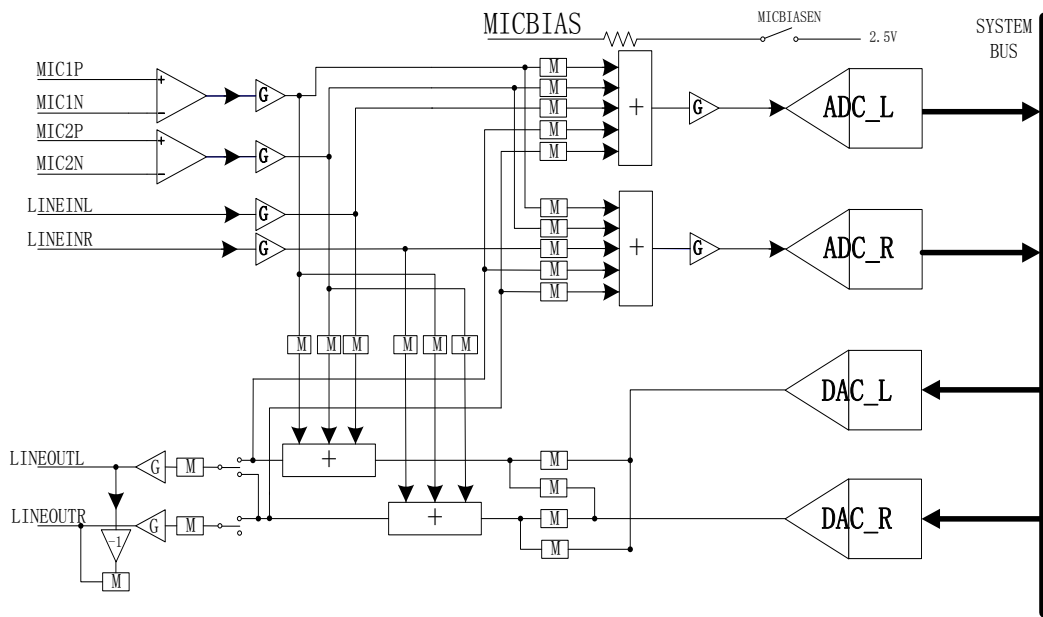 MICBIAS
MICBIASEN
2.5V
SYSTEM
BUS
MIC1P
MIC1N
MIC2P
MIC2N
LINEINL
LINEINR
+
-
+
-
G
G
G
G
M
M
M
M
M
+
G
ADC_L
M
M
M
M
M
+
G
ADC_R
M
M
M
M
M
M
DAC_L
LINEOUTL
G
M
+
M
M
LINEOUTR
G
M
+
M
M
DAC_R
-1
M